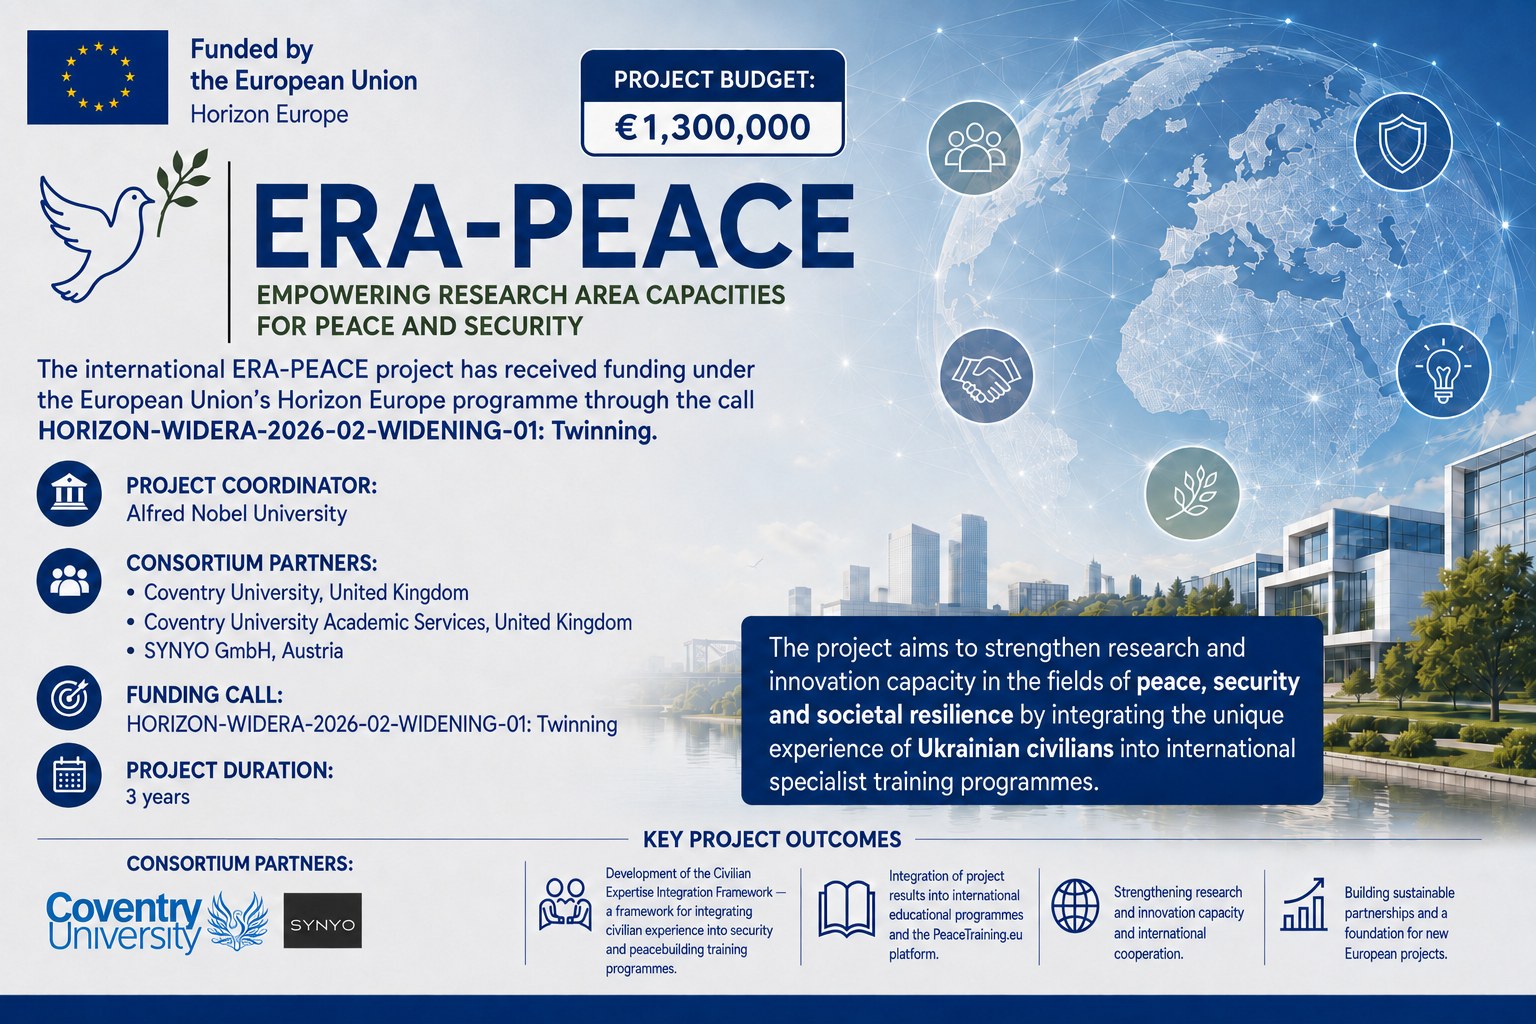 Funded by
the European Union
Horizon Europe
PROJECT BUDGET:
€1,300,000
ERA-PEACE
EMPOWERING RESEARCH AREA CAPACITIES
FOR PEACE AND SECURITY
The international ERA-PEACE project has received funding under
the European Union's Horizon Europe programme through the call
HORIZON-WIDERA-2026-02-WIDENING-01: Twinning.
PROJECT COORDINATOR:
Alfred Nobel University
CONSORTIUM PARTNERS:
• Coventry University, United Kingdom
• Coventry University Academic Services, United Kingdom
• SYNYO GmbH, Austria
FUNDING CALL:
HORIZON-WIDERA-2026-02-WIDENING-01: Twinning
PROJECT DURATION:
3 years
The project aims to strengthen research and
innovation capacity in the fields of peace, security
and societal resilience by integrating the unique
experience of Ukrainian civilians into international
specialist training programmes.
KEY PROJECT OUTCOMES
CONSORTIUM PARTNERS:
Coventry
University
SYNYO
Development of the Civilian
Expertise Integration Framework —
a framework for integrating
civilian experience into security
and peacebuilding training
programmes.
Integration of project
results into international
educational programmes
and the PeaceTraining.eu
platform.
Strengthening research
and innovation capacity
and international
cooperation.
Building sustainable
partnerships and a
foundation for new
European projects.